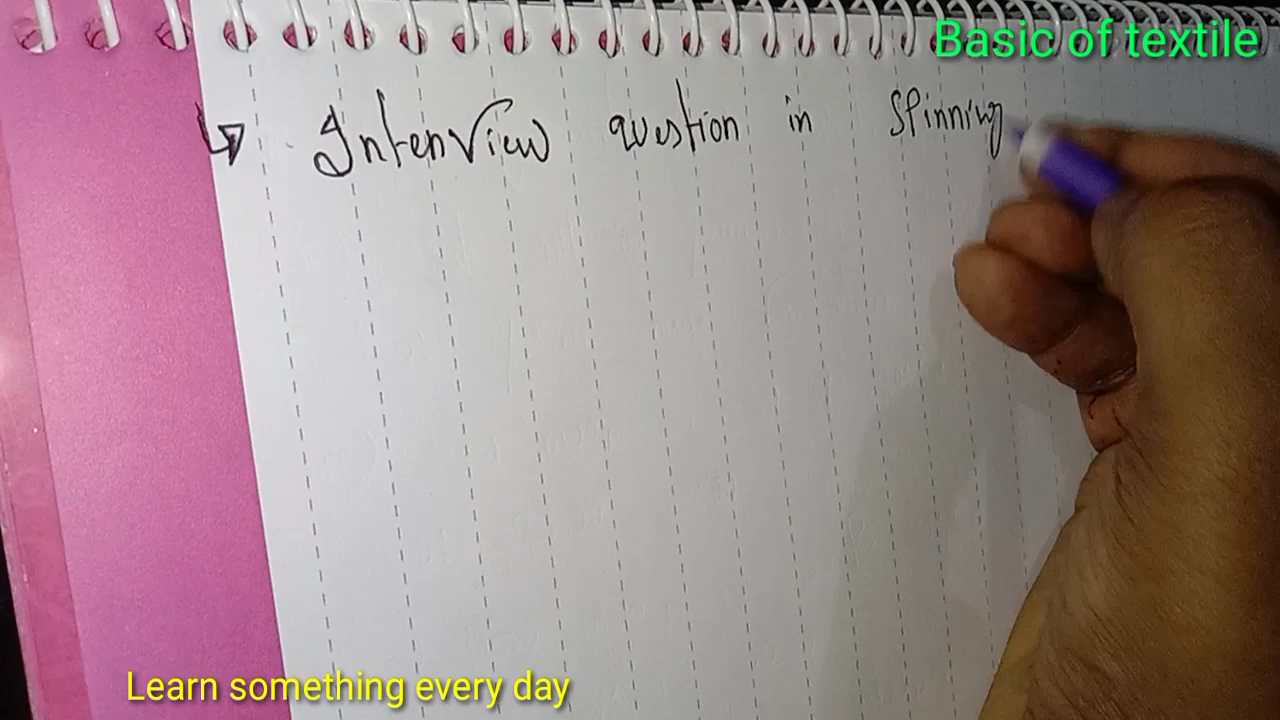 Basic of textile
Interview question in Spinning
Learn something every day